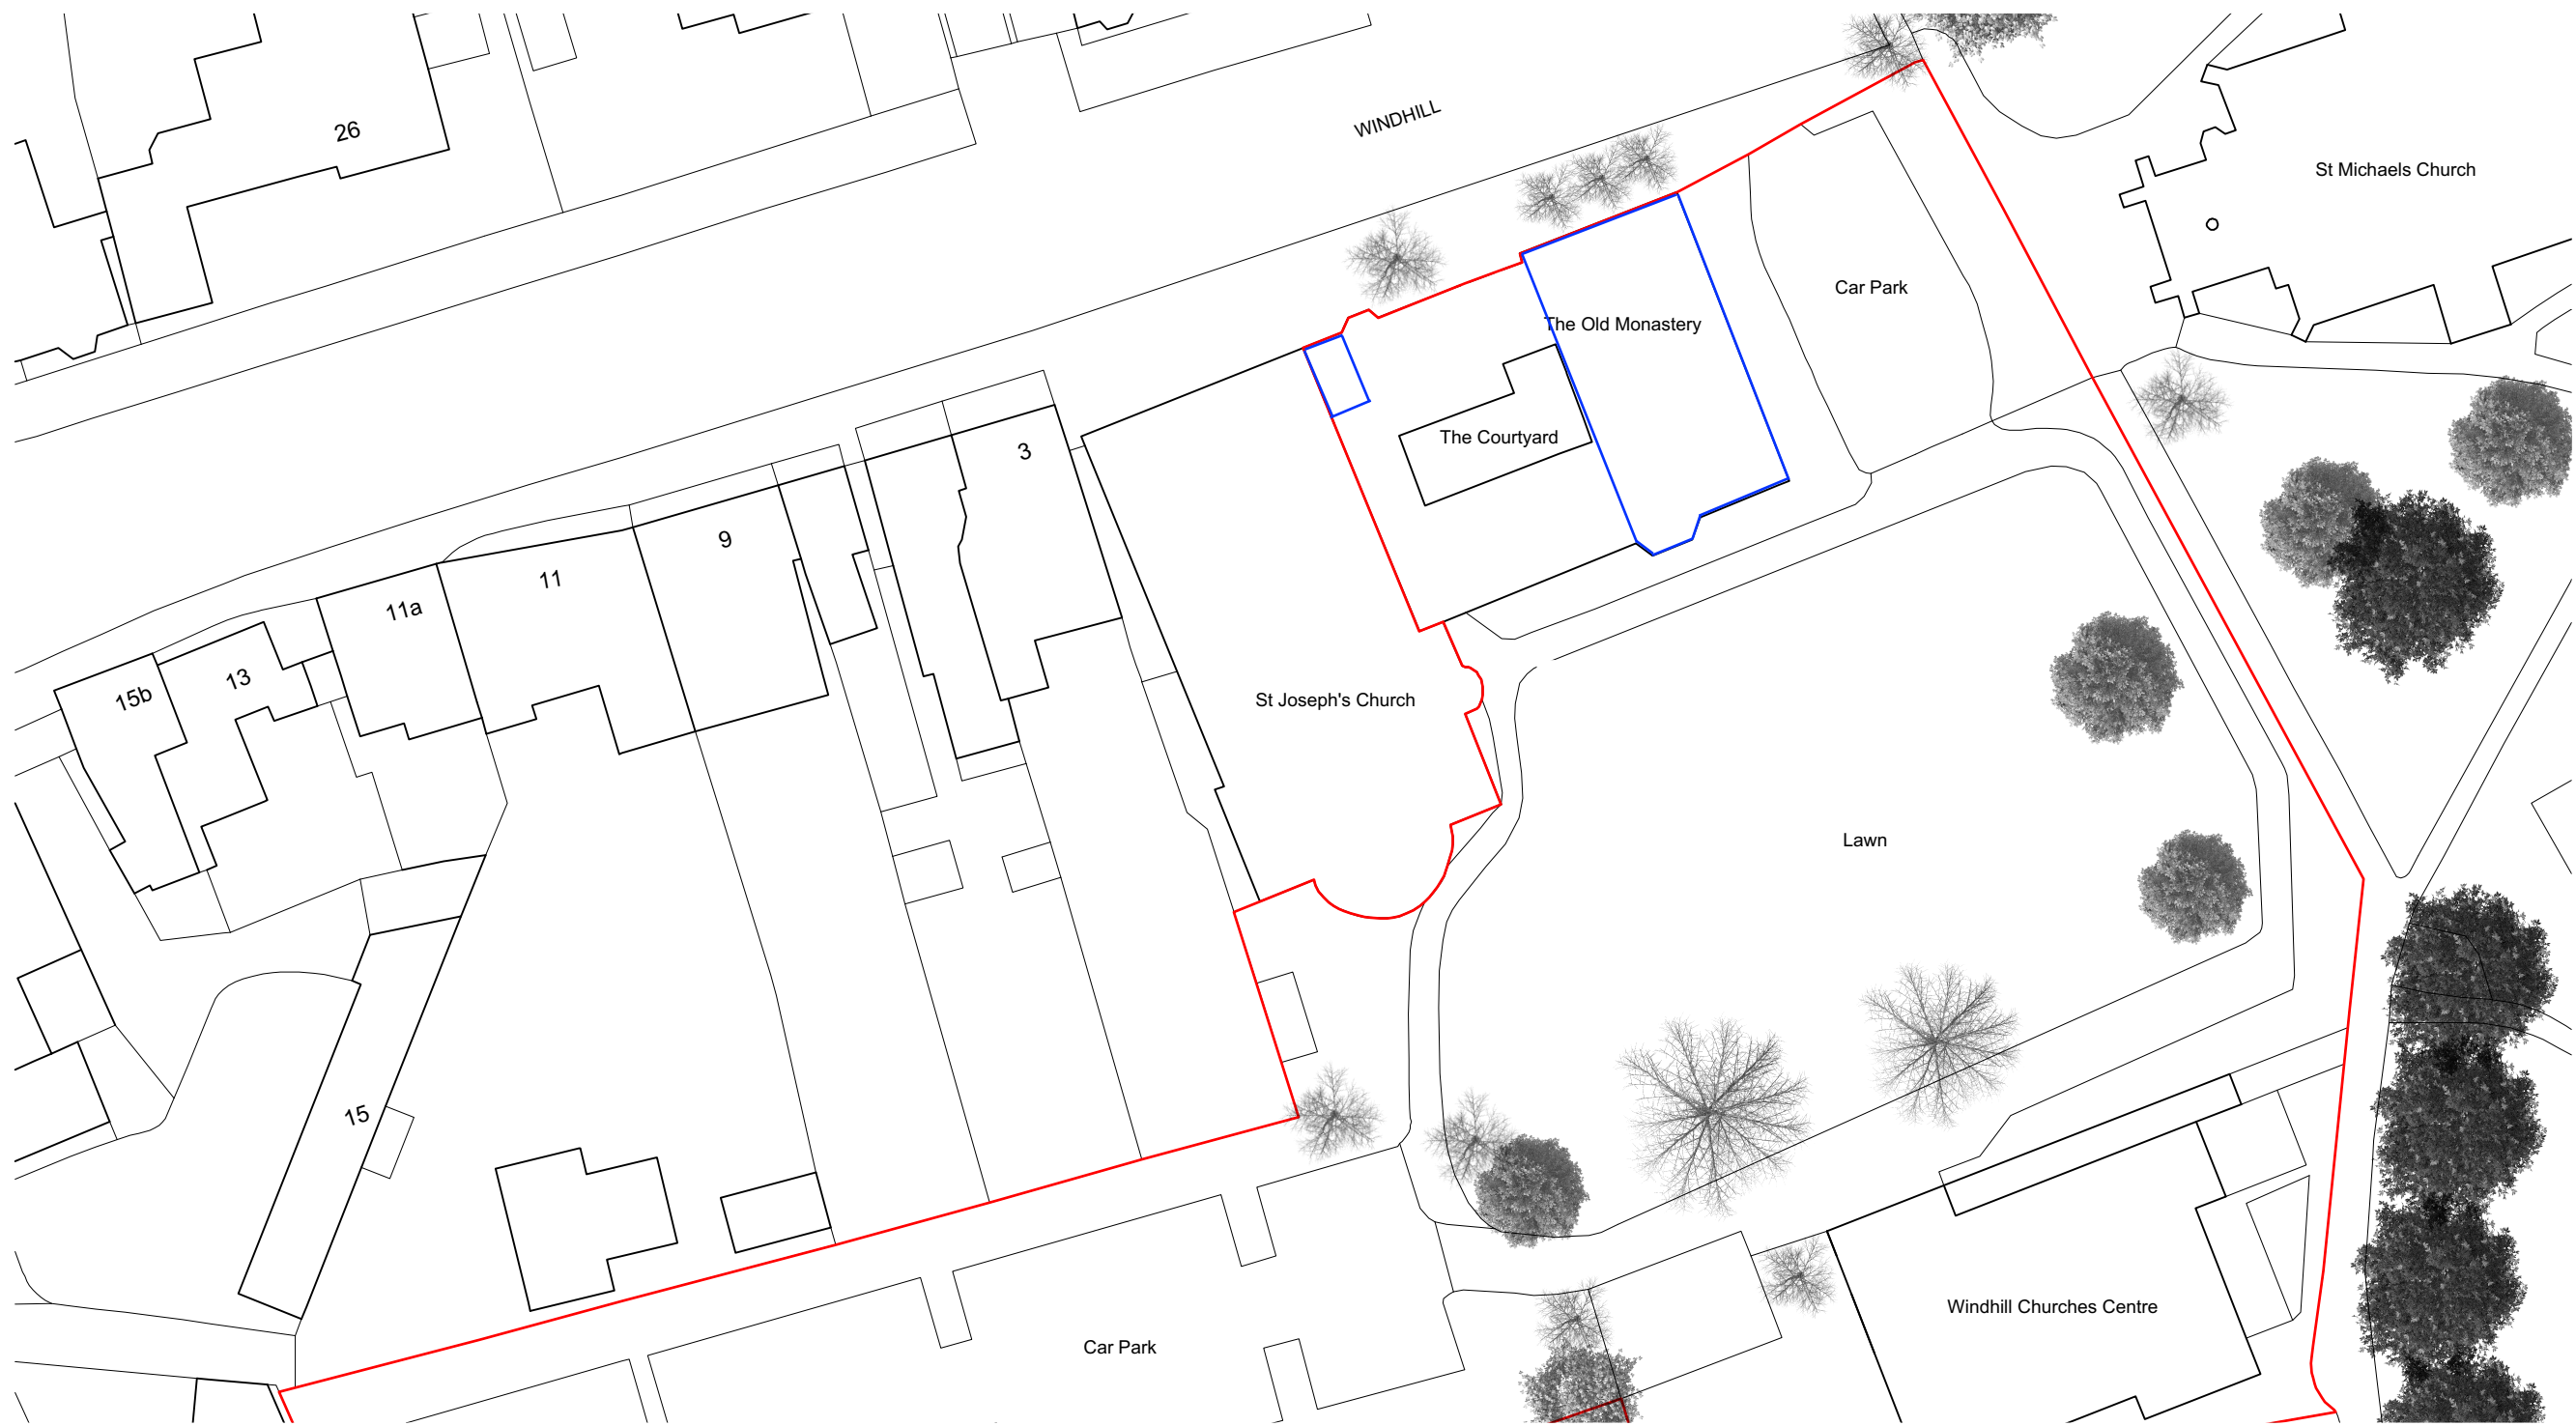 26
WINDHILL
St Michaels Church
Car Park
The Old Monastery
The Courtyard
3
9
11
11a
13
15b
St Joseph's Church
Lawn
15
Windhill Churches Centre
Car Park